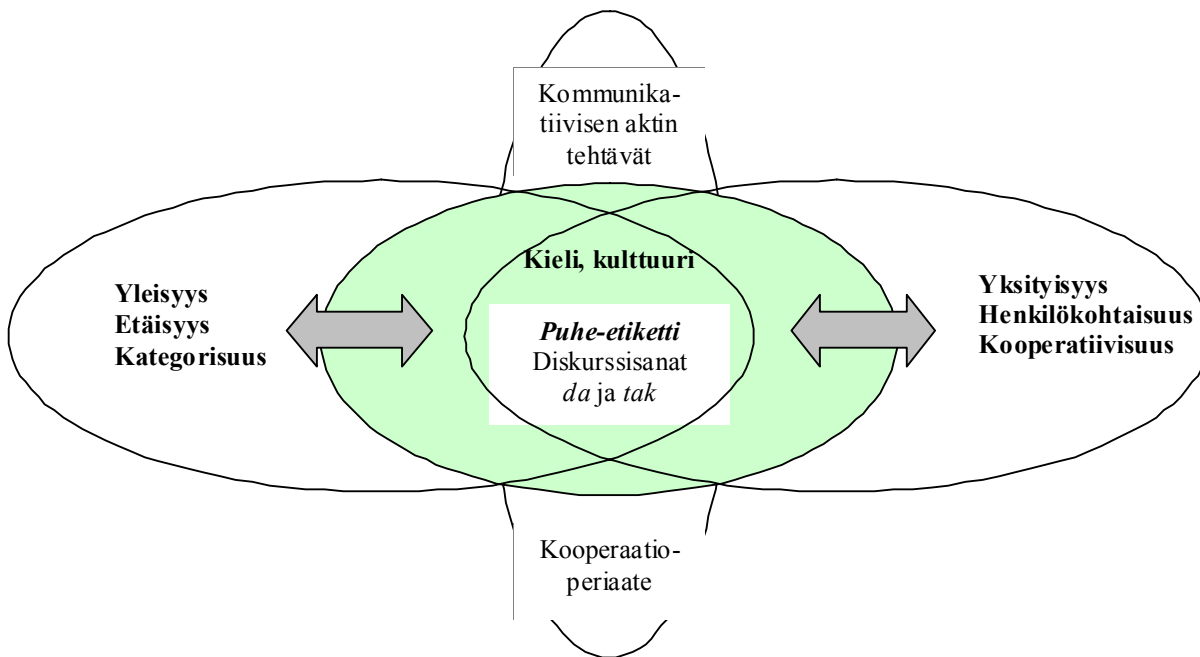 Kommunika-
tiivisen aktin
tehtävät
Kieli, kulttuuri
Yleisyys
Etäisyys
Kategorisuus
Puhe-etiketti
Diskurssisanat
da ja tak
Yksityisyys
Henkilökohtaisuus
Kooperatiivisuus
Kooperaatio-
periaate